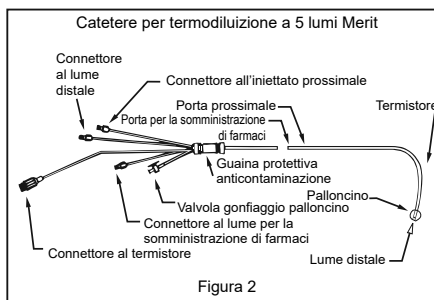 Catetere per termodiluizione a 5 lumi Merit
Connettore
al lume
distale
Connettore all'iniettato prossimale
Porta prossimale
Termistore
Porta per la somministrazione
di farmaci
Guaina protettiva
anticontaminazione
Palloncino
Valvola gonfiaggio palloncino
Connettore al lume per la
somministrazione di farmaci
Connettore al termistore
Lume distale
Figura 2